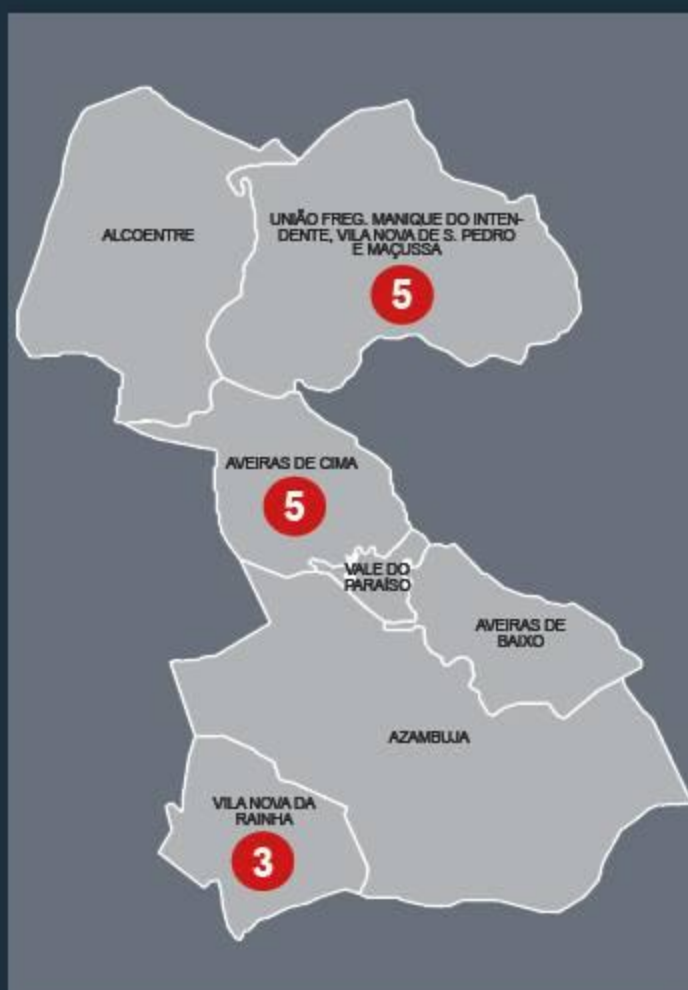 ALCOENTRE
UNIÃO FREG. MANIQUE DO INTEN-
DENTE, VILA NOVA DE S. PEDRO
E MAÇUSSA
5
AVEIRAS DE CIMA
5
VALE DO
PARAÍSO
AVEIRAS DE
BAIXO
AZAMBUJA
VILA NOVA DA
RAINHA
3